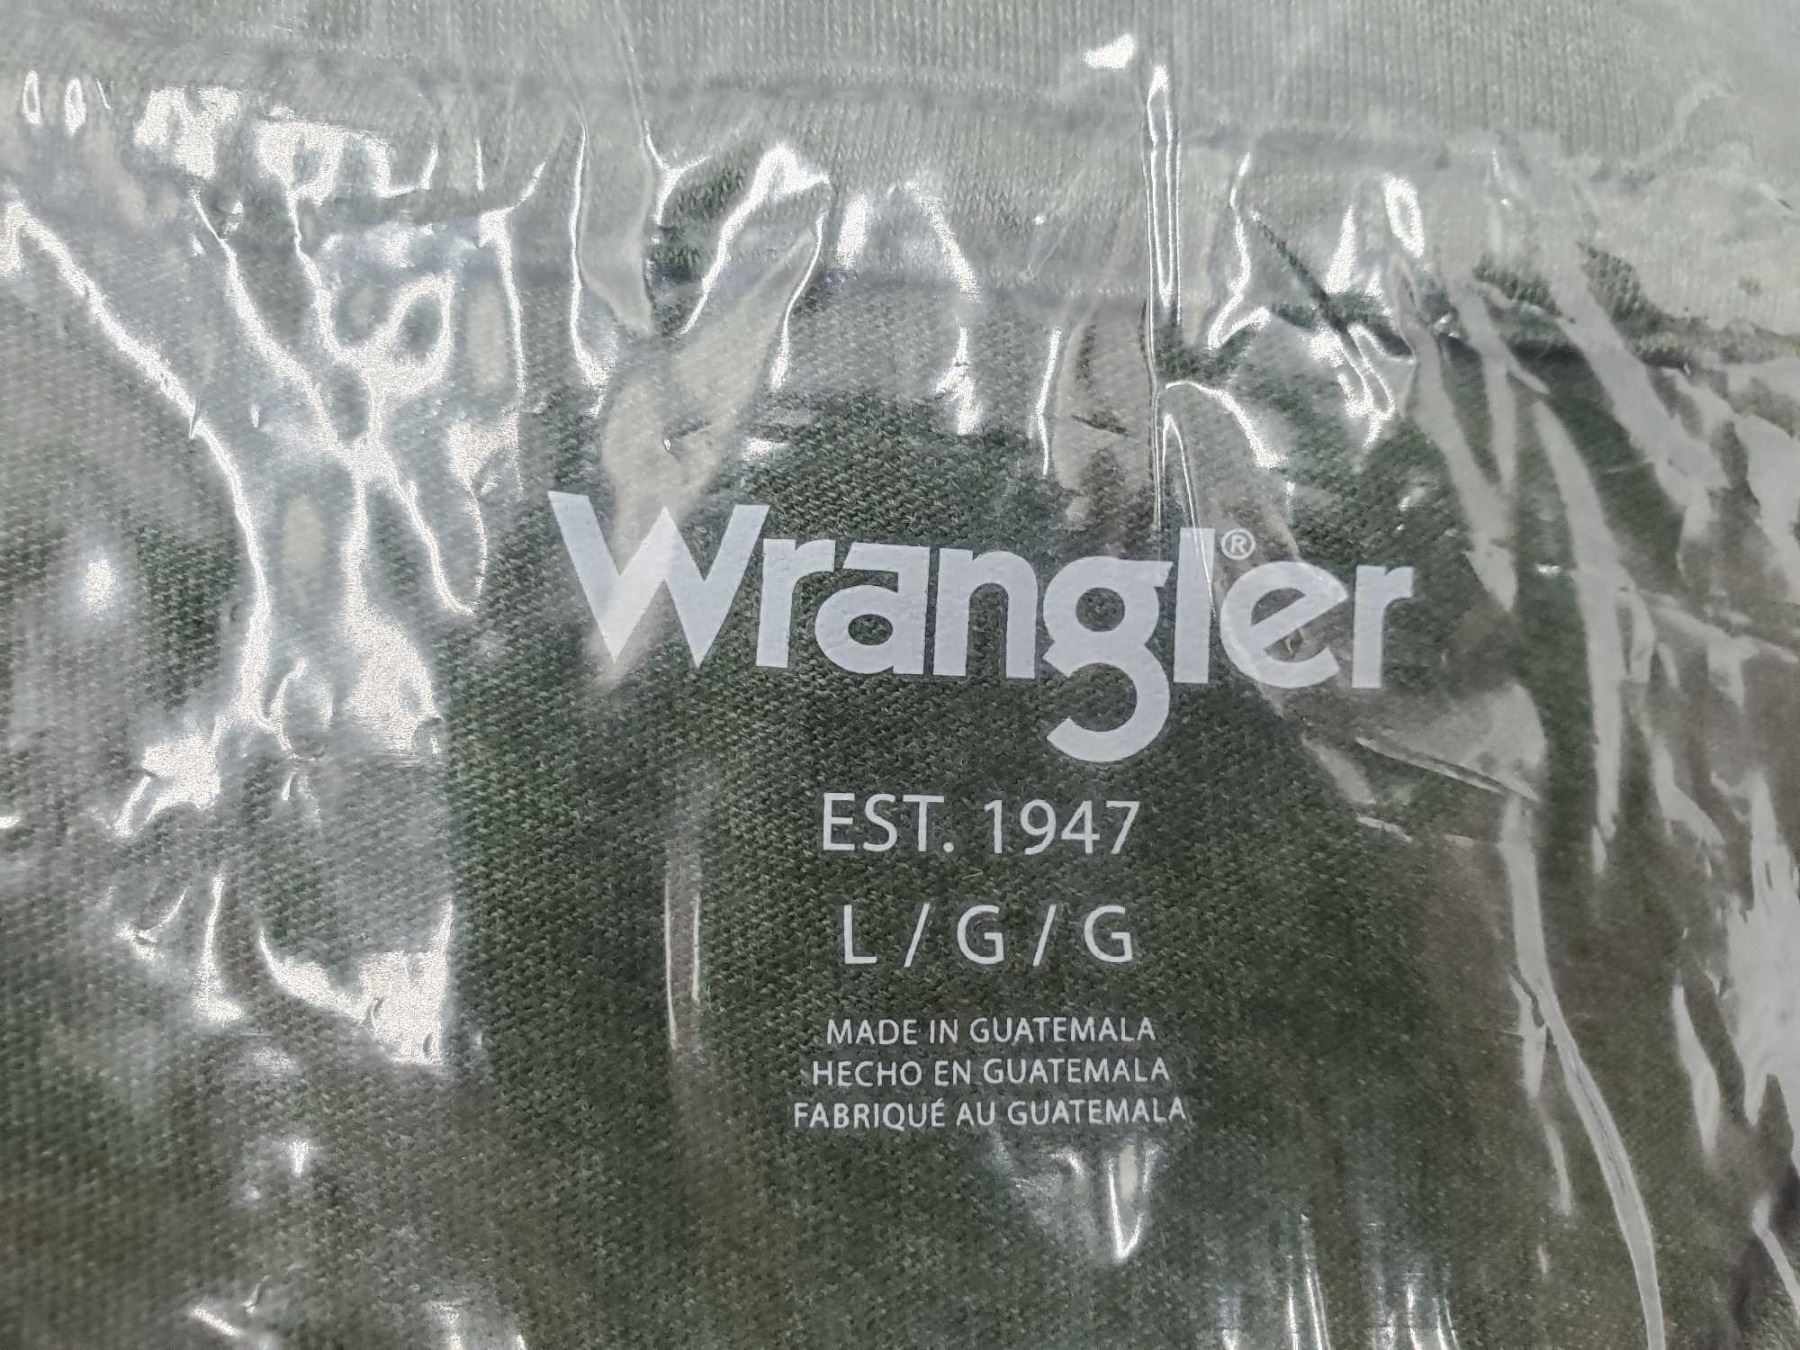 Wrangler®
EST. 1947
L / G / G
MADE IN GUATEMALA
HECHO EN GUATEMALA
FABRIQUÉ AU GUATEMALA